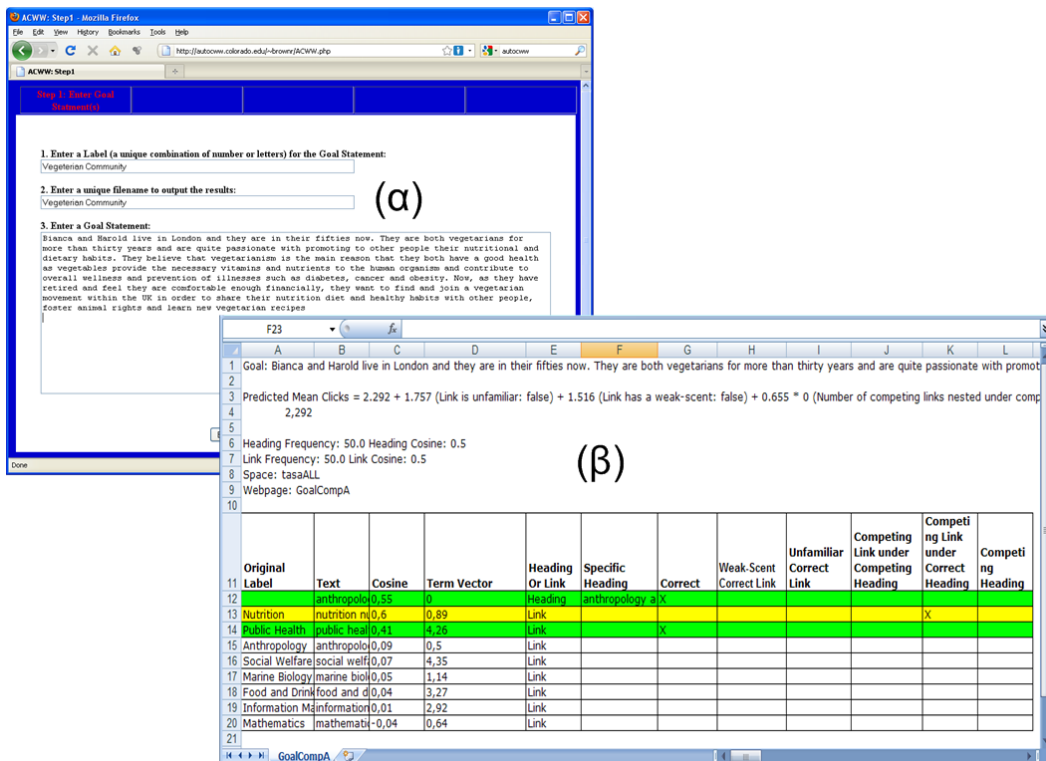 ACWW: Step1 - Mozilla Firefox
File Edit View History Bookmarks Tools Help
http://autocww.colorado.edu/~brownr/ACWW.php
autocww
ACWW: Step1
Step 1: Enter Goal
Statment(s)
1. Enter a Label (a unique combination of number or letters) for the Goal Statement:
Vegeterian Community
2. Enter a unique filename to output the results:
Vegeterian Community
(α)
3. Enter a Goal Statement:
Bianca and Harold live in London and they are in their fifties now. They are both vegetarians for
more than thirty years and are quite passionate with promoting to other people their nutritional and
dietary habits. They believe that vegetarianism is the main reason that they both have a good health
as vegetables provide the necessary vitamins and nutrients to the human organism and contribute to
overall wellness and prevention of illnesses such as diabetes, cancer and obesity. Now, as they have
retired and feel they are comfortable enough financially, they want to find and join a vegetarian
movement within the UK in order to share their nutrition diet and healthy habits with other people,
foster animal rights and learn new vegetarian recipes
Done
F23 fx
A B C D E F G H I J K L
1 Goal: Bianca and Harold live in London and they are in their fifties now. They are both vegetarians for more than thirty years and are quite passionate with promot
2
3 Predicted Mean Clicks = 2.292 + 1.757 (Link is unfamiliar: false) + 1.516 (Link has a weak-scent: false) + 0.655 * 0 (Number of competing links nested under comp
4 2,292
5
6 Heading Frequency: 50.0 Heading Cosine: 0.5
7 Link Frequency: 50.0 Link Cosine: 0.5
(β)
8 Space: tasaALL
9 Webpage: GoalCompA
10
11 Original Label Text Cosine Term Vector Heading Or Link Specific Heading Correct Weak-Scent Correct Link Unfamiliar Correct Link Competing Link under Competing Heading Competi ng Link under Correct Heading Competi ng Heading
12 anthropolo 0,55 0 Heading anthropology a X
13 Nutrition nutrition nu 0,6 0,89 Link X
14 Public Health public heal 0,41 4,26 Link X
15 Anthropology anthropolo 0,09 0,5 Link
16 Social Welfare social welf 0,07 4,35 Link
17 Marine Biology marine biol 0,05 1,14 Link
18 Food and Drink food and d 0,04 3,27 Link
19 Information Ma information 0,01 2,92 Link
20 Mathematics mathemati -0,04 0,64 Link
21
GoalCompA